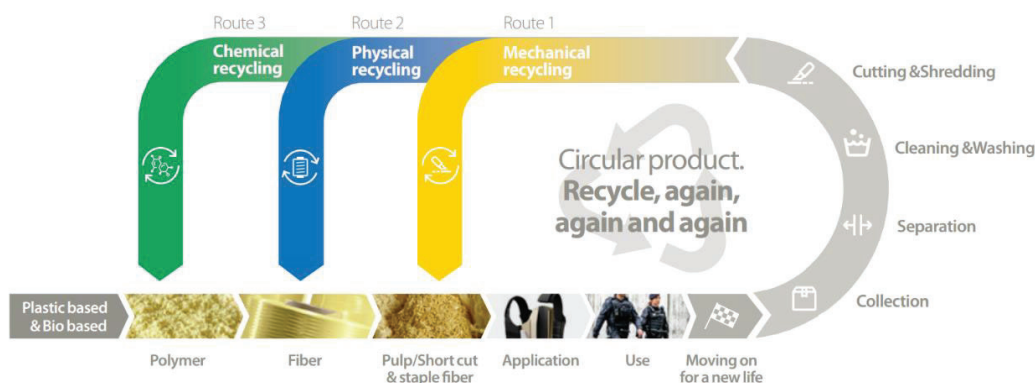 Route 3
Route 2
Route 1
Chemical
recycling
Physical
recycling
Mechanical
recycling
Cutting &Shredding
Cleaning &Washing
Separation
Collection
Circular product.
Recycle, again,
again and again
Plastic based
& Bio based
Polymer
Fiber
Pulp/Short cut
& staple fiber
Application
Use
Moving on
for a new life